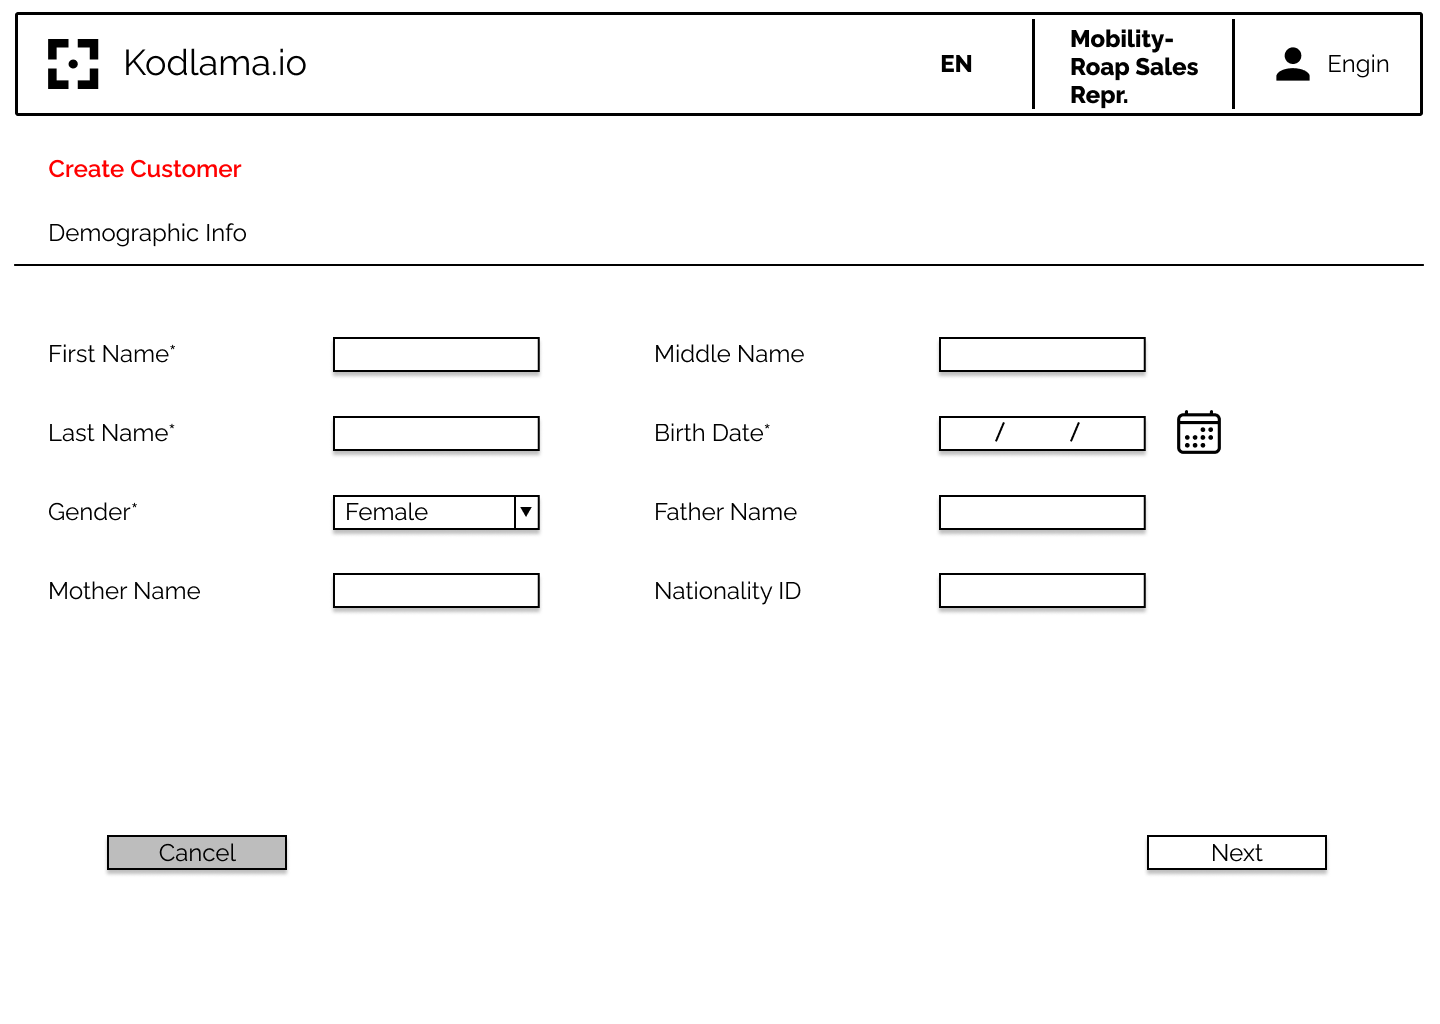 Kodlama.io
EN
Mobility-
Roap Sales
Repr.
Engin
Create Customer
Demographic Info
First Name*
Middle Name
Last Name*
Birth Date*
/ /
Gender*
Female
Father Name
Mother Name
Nationality ID
Cancel
Next